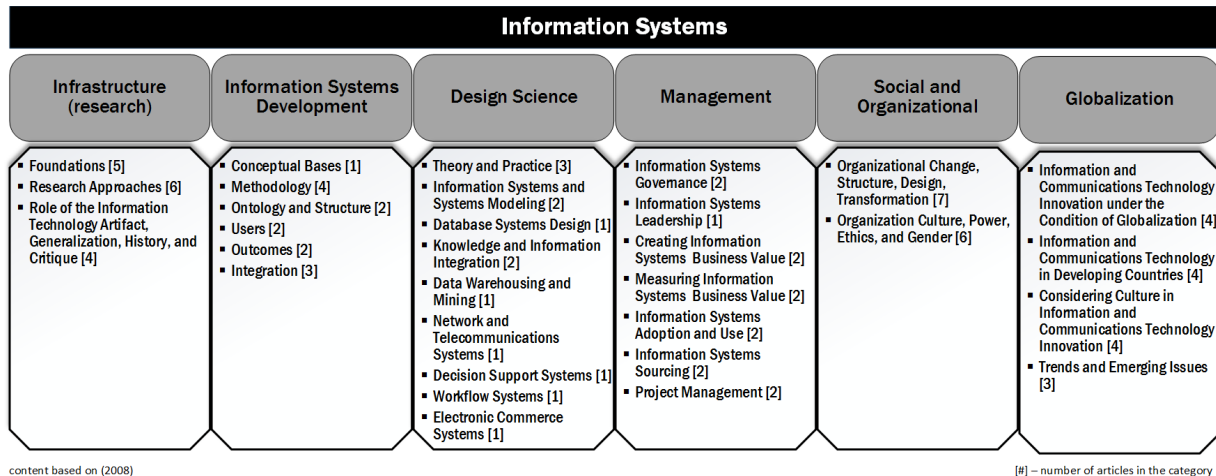 Information Systems
Infrastructure
(research)
▪ Foundations [5]
▪ Research Approaches [6]
▪ Role of the Information
Technology Artifact,
Generalization, History, and
Critique [4]
Information Systems
Development
▪ Conceptual Bases [1]
▪ Methodology [4]
▪ Ontology and Structure [2]
▪ Users [2]
▪ Outcomes [2]
▪ Integration [3]
Design Science
▪ Theory and Practice [3]
▪ Information Systems and
Systems Modeling [2]
▪ Database Systems Design [1]
▪ Knowledge and Information
Integration [2]
▪ Data Warehousing and
Mining [1]
▪ Network and
Telecommunications
Systems [1]
▪ Decision Support Systems [1]
▪ Workflow Systems [1]
▪ Electronic Commerce
Systems [1]
Management
▪ Information Systems
Governance [2]
▪ Information Systems
Leadership [1]
▪ Creating Information
Systems Business Value [2]
▪ Measuring Information
Systems Business Value [2]
▪ Information Systems
Adoption and Use [2]
▪ Information Systems
Sourcing [2]
▪ Project Management [2]
Social and
Organizational
▪ Organizational Change,
Structure, Design,
Transformation [7]
▪ Organization Culture, Power,
Ethics, and Gender [6]
Globalization
▪ Information and
Communications Technology
Innovation under the
Condition of Globalization [4]
▪ Information and
Communications Technology
in Developing Countries [4]
▪ Considering Culture in
Information and
Communications Technology
Innovation [4]
▪ Trends and Emerging Issues
[3]
content based on (2008)
[#] – number of articles in the category